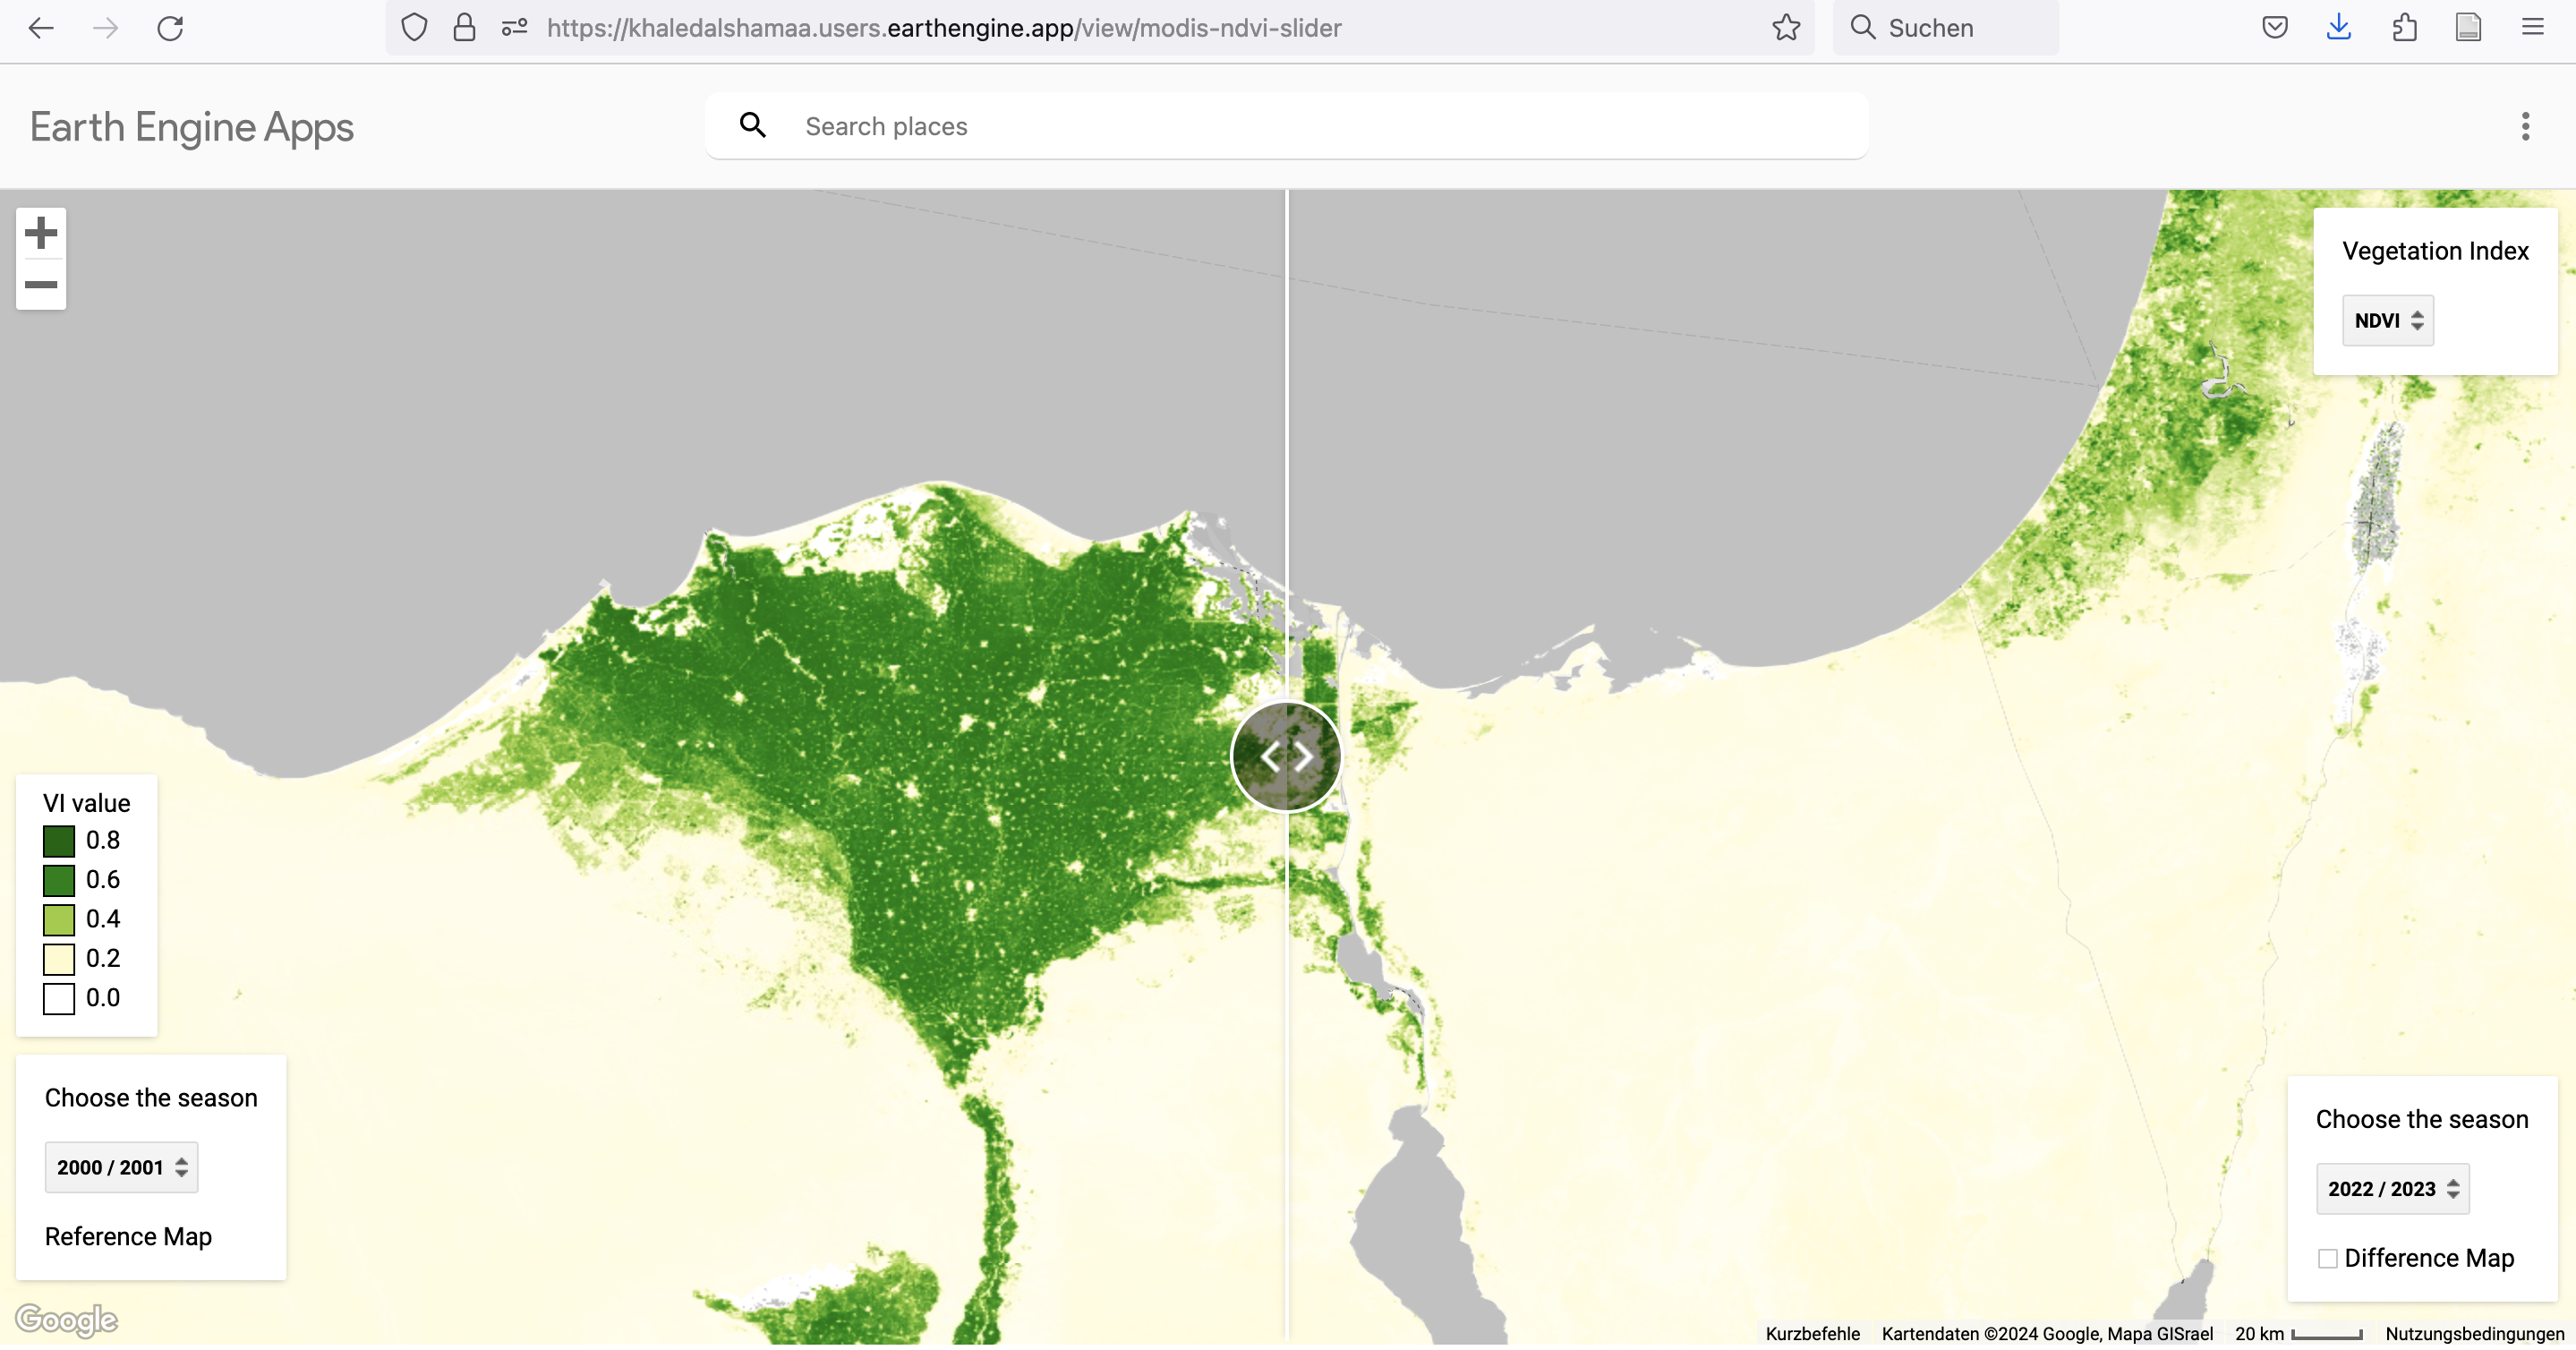 https://khaledalshamaa.users.earthengine.app/view/modis-ndvi-slider
Suchen
Earth Engine Apps
Search places
Vegetation Index
NDVI
VI value
0.8
0.6
0.4
0.2
0.0
Choose the season
2000 / 2001
Reference Map
Choose the season
2022 / 2023
Difference Map
Google
Kurzbefehle
Kartendaten ©2024 Google, Mapa GISrael
20 km
Nutzungsbedingungen